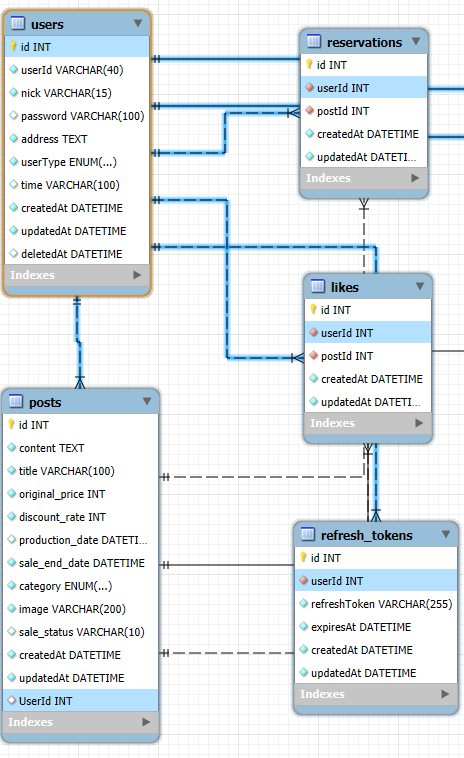 users
id INT
userId VARCHAR(40)
nick VARCHAR(15)
password VARCHAR(100)
address TEXT
userType ENUM(...)
time VARCHAR(100)
createdAt DATETIME
updatedAt DATETIME
deletedAt DATETIME
Indexes
reservations
id INT
userId INT
postId INT
createdAt DATETIME
updatedAt DATETI...
Indexes
likes
id INT
userId INT
postId INT
createdAt DATETIME
updatedAt DATETI...
Indexes
posts
id INT
content TEXT
title VARCHAR(100)
original_price INT
discount_rate INT
production_date DATETI...
sale_end_date DATETIME
category ENUM(...)
image VARCHAR(200)
sale_status VARCHAR(10)
createdAt DATETIME
updatedAt DATETIME
UserId INT
Indexes
refresh_tokens
id INT
userId INT
refreshToken VARCHAR(255)
expiresAt DATETIME
createdAt DATETIME
updatedAt DATETIME
Indexes